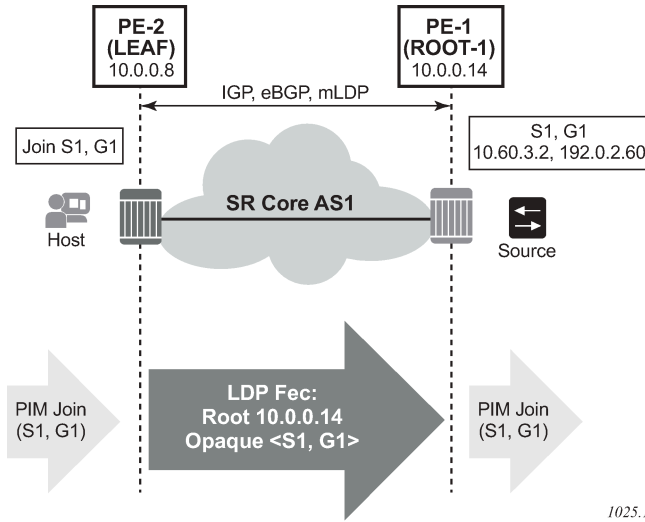 PE-2
(LEAF)
10.0.0.8
PE-1
(ROOT-1)
10.0.0.14
IGP, eBGP, mLDP
Join S1, G1
S1, G1
10.60.3.2, 192.0.2.60
SR Core AS1
Host
Source
PIM Join
(S1, G1)
LDP Fec:
Root 10.0.0.14
Opaque <S1, G1>
PIM Join
(S1, G1)
1025.